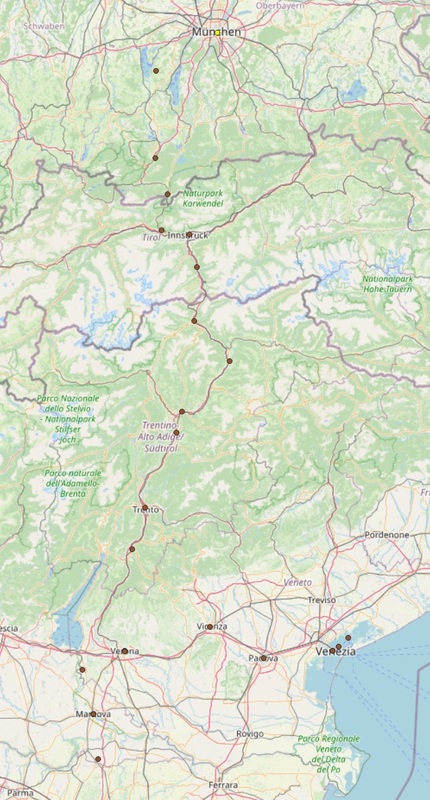 Oberbayern
Schwaben
München
Naturpark
Karwendel
Tirol
Innsbruck
Nationalpark
Hohe Tauern
Parco Nazionale
dello Stelvio
- Nationalpark
Stilfser
Joch
Trentino-
Alto Adige/
Südtirol
Parco naturale
dell'Adamello-
Brenta
Trento
Pordenone
Veneto
Treviso
Vicenza
Verona
Padova
Venezia
escia
Mantova
Rovigo
Parco Regionale
Veneto
del Delta
del Po
Ferrara
Parma